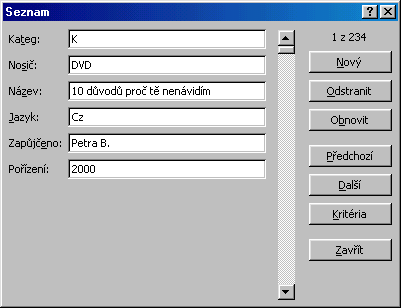 Seznam
Kateg: K
Nosič: DVD
Název: 10 důvodů proč tě nenávidím
Jazyk: Cz
Zapůjčeno: Petra B.
Pořízení: 2000
1 z 234
Nový
Odstranit
Obnovit
Předchozí
Další
Kritéria
Zavřít